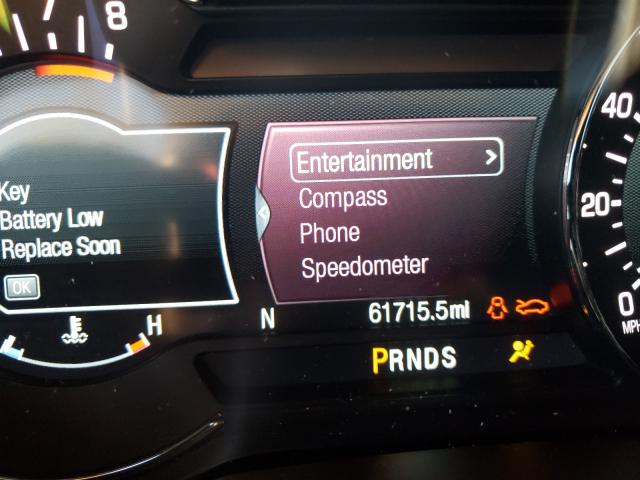 8
Key
Battery Low
Replace Soon
OK
Entertainment >
Compass
Phone
Speedometer
40
20
0
MPH
H
N
61715.5mi
PRNDS